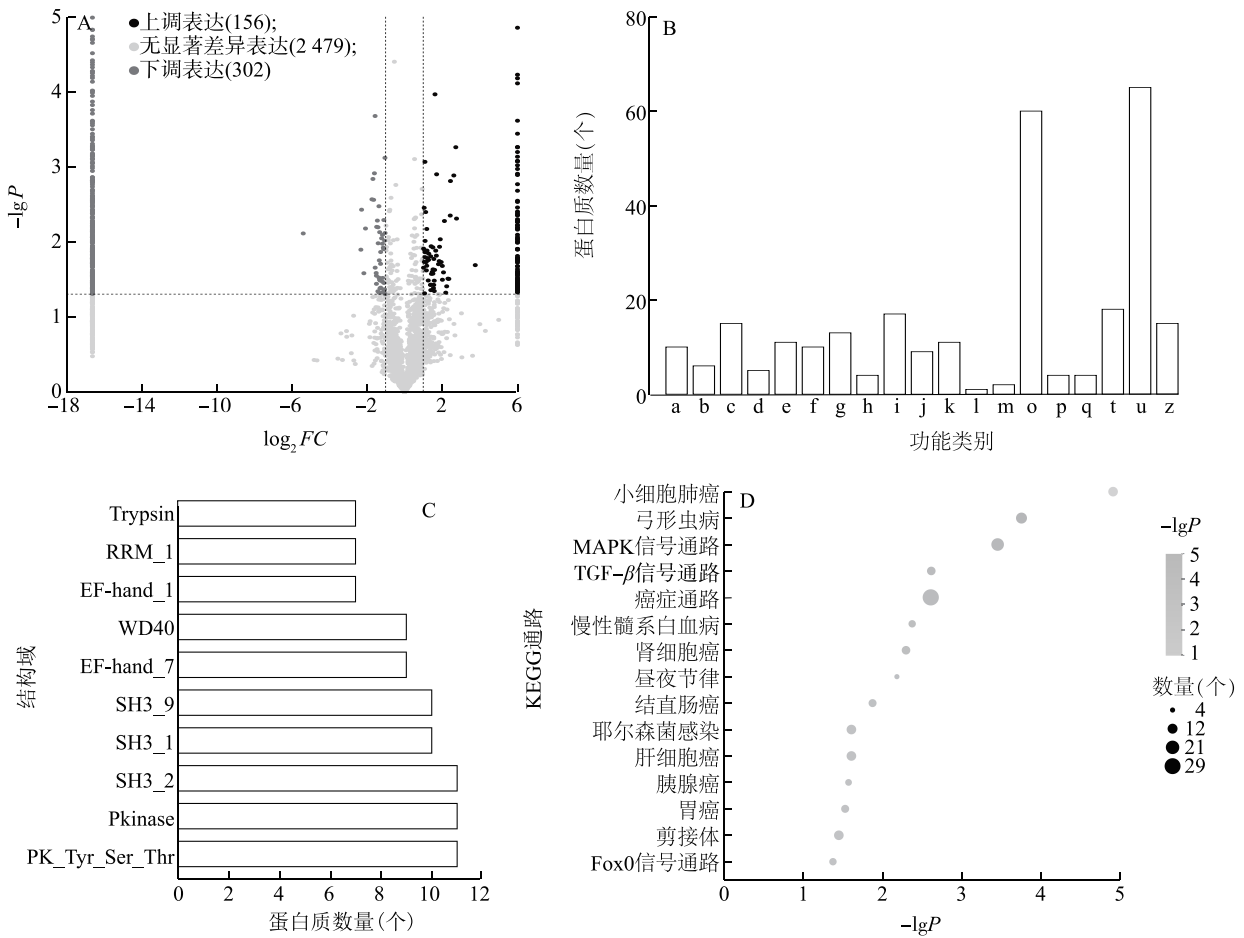 A
上调表达(156);
无显著差异表达(2 479);
下调表达(302)
5
4
3
2
1
0
−lgP
−18 −14 −10 −6 −2 2 6
log₂FC
B
80
60
40
20
0
蛋白质数量(个)
a b c d e f g h i j k l m o p q t u z
功能类别
C
Trypsin
RRM_1
EF-hand_1
WD40
EF-hand_7
SH3_9
SH3_1
SH3_2
Pkinase
PK_Tyr_Ser_Thr
结构域
0 2 4 6 8 10 12
蛋白质数量(个)
D
小细胞肺癌
弓形虫病
MAPK信号通路
TGF−β信号通路
癌症通路
慢性髓系白血病
肾细胞癌
昼夜节律
结直肠癌
耶尔森菌感染
肝细胞癌
胰腺癌
胃癌
剪接体
Fox0信号通路
KEGG通路
0 1 2 3 4 5
−lgP
−lgP
5
4
3
2
1
数量(个)
4
12
21
29